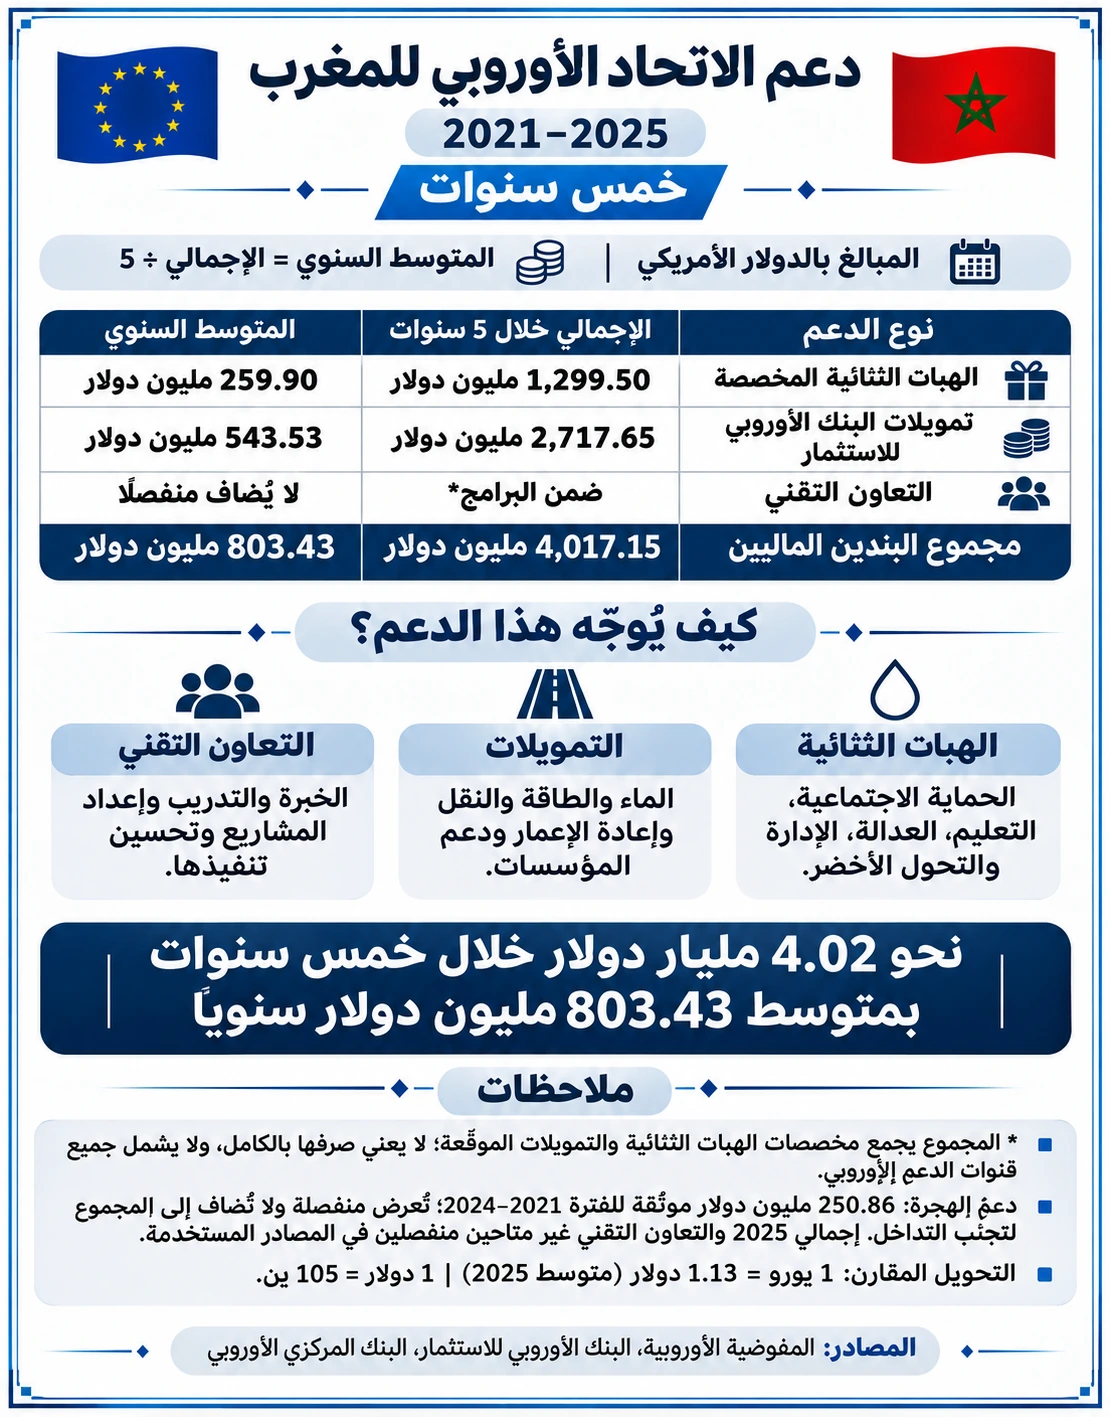 دعم الاتحاد الأوروبي للمغرب
2021–2025
خمس سنوات
المبالغ بالدولار الأمريكي | المتوسط السنوي = الإجمالي ÷ 5
نوع الدعم
الإجمالي خلال 5 سنوات
المتوسط السنوي
الهبات الثنائية المخصصة
1,299.50 مليون دولار
259.90 مليون دولار
تمويلات البنك الأوروبي
للاستثمار
2,717.65 مليون دولار
543.53 مليون دولار
التعاون التقني
ضمن البرامج*
لا يُضاف منفصلًا
مجموع البندين الماليين
4,017.15 مليون دولار
803.43 مليون دولار
كيف يُوجّه هذا الدعم؟
الهبات الثنائية
الحماية الاجتماعية،
التعليم، العدالة، الإدارة
والتحول الأخضر.
التمويلات
الماء والطاقة والنقل
وإعادة الإعمار ودعم
المؤسسات.
التعاون التقني
الخبرة والتدريب وإعداد
المشاريع وتحسين
تنفيذها.
نحو 4.02 مليار دولار خلال خمس سنوات
بمتوسط 803.43 مليون دولار سنوياً
ملاحظات
* المجموع يجمع مخصصات الهبات الثنائية والتمويلات الموقّعة؛ لا يعني صرفها بالكامل، ولا يشمل جميع
قنوات الدعم الأوروبي.
دعم الهجرة: 250.86 مليون دولار موثقة للفترة 2021–2024؛ تُعرض منفصلة ولا تُضاف إلى المجموع
لتجنب التداخل. إجمالي 2025 والتعاون التقني غير متاحين منفصلين في المصادر المستخدمة.
التحويل المقارن: 1 يورو = 1.13 دولار (متوسط 2025) | 1 دولار = 105 ين.
المصادر: المفوضية الأوروبية، البنك الأوروبي للاستثمار، البنك المركزي الأوروبي